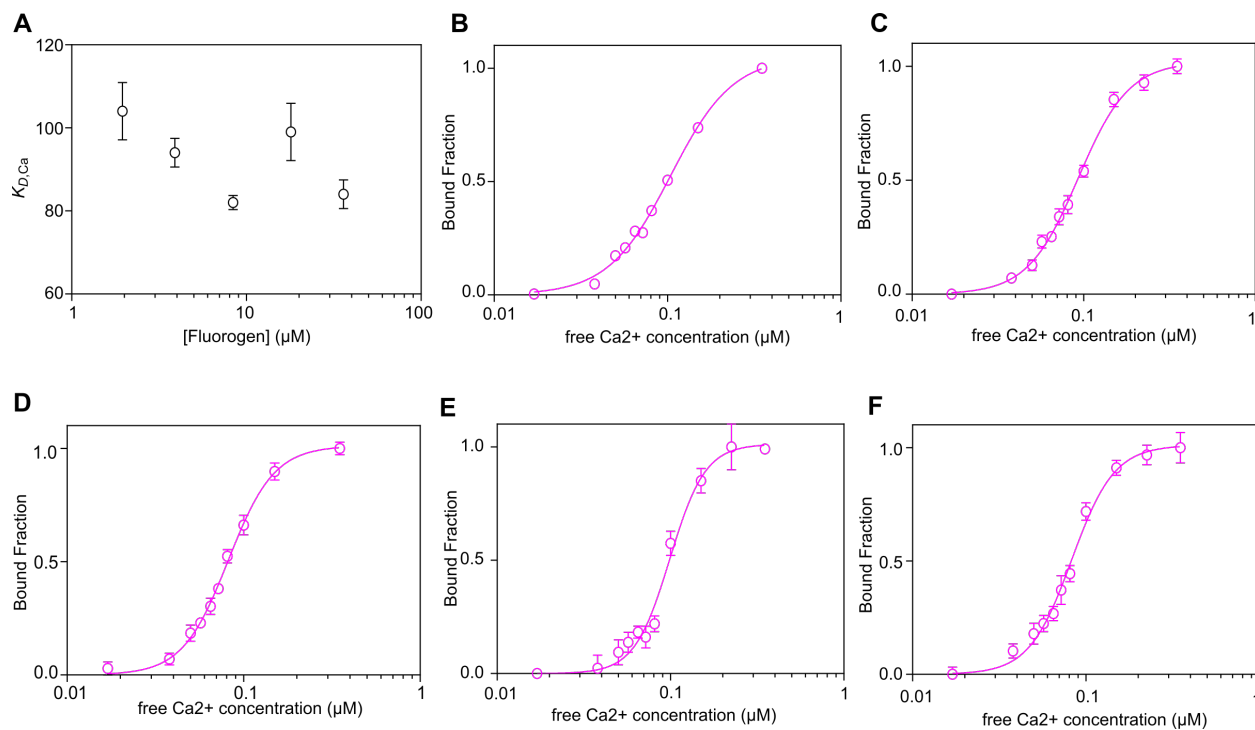 A
120
100
80
60
K_D,Ca
1
10
100
[Fluorogen] (µM)
B
1.0
0.5
0.0
Bound Fraction
0.01
0.1
1
free Ca2+ concentration (µM)
C
1.0
0.5
0.0
Bound Fraction
0.01
0.1
1
free Ca2+ concentration (µM)
D
1.0
0.5
0.0
Bound Fraction
0.01
0.1
1
free Ca2+ concentration (µM)
E
1.0
0.5
0.0
Bound Fraction
0.01
0.1
1
free Ca2+ concentration (µM)
F
1.0
0.5
0.0
Bound Fraction
0.01
0.1
free Ca2+ concentration (µM)